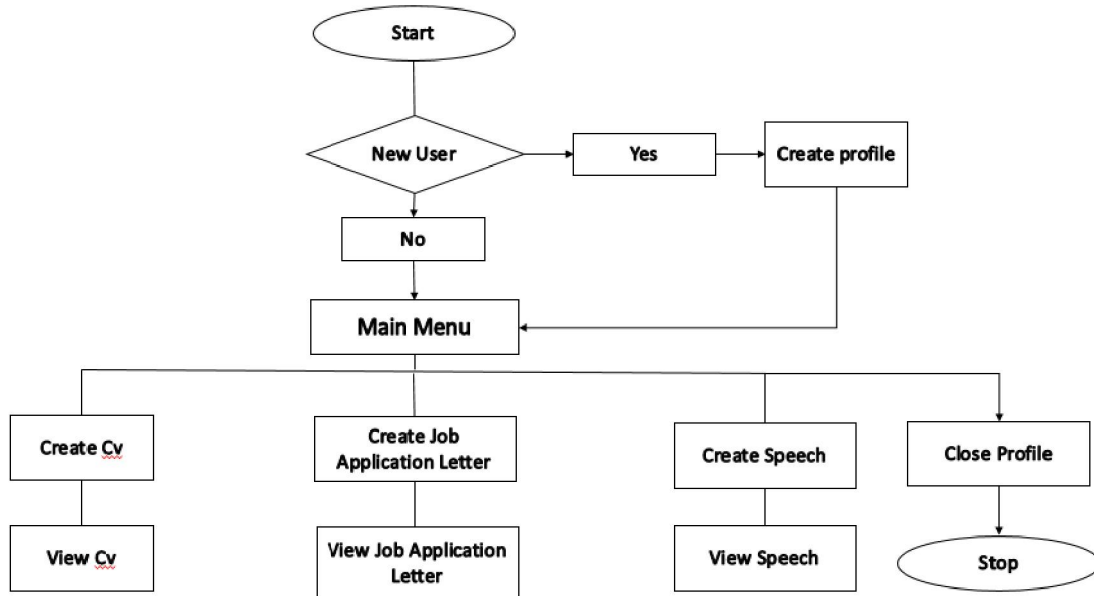 Start
New User
Yes
Create profile
No
Main Menu
Create Cv
Create Job
Application Letter
Create Speech
Close Profile
View Cv
View Job Application
Letter
View Speech
Stop